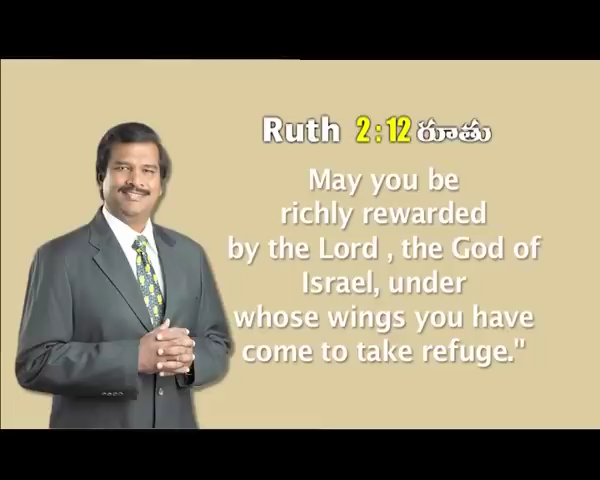 Ruth 2:12 రూతు
May you be
richly rewarded
by the Lord , the God of
Israel, under
whose wings you have
come to take refuge."